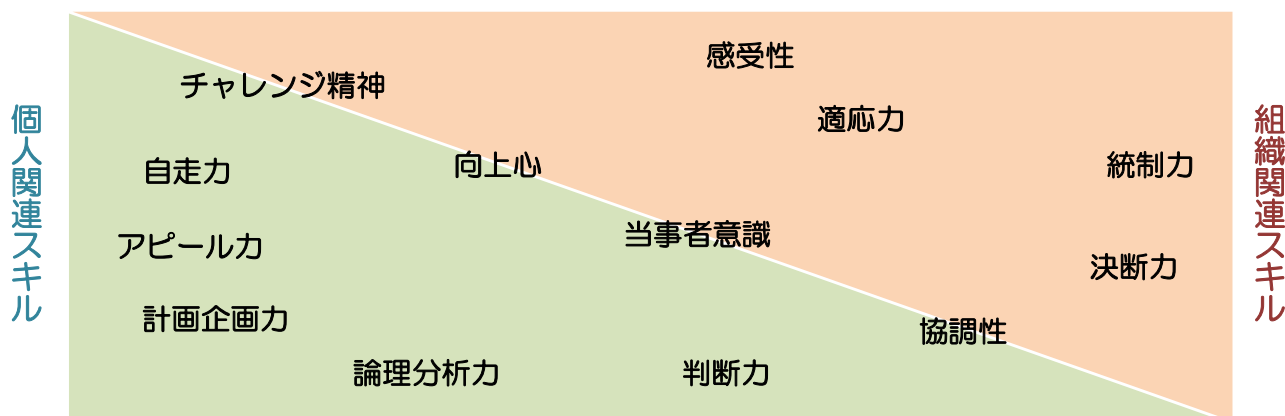 個人関連スキル
感受性
チャレンジ精神
適応力
向上心
統制力
自走力
当事者意識
アピール力
決断力
計画企画力
協調性
論理分析力
判断力
組織関連スキル